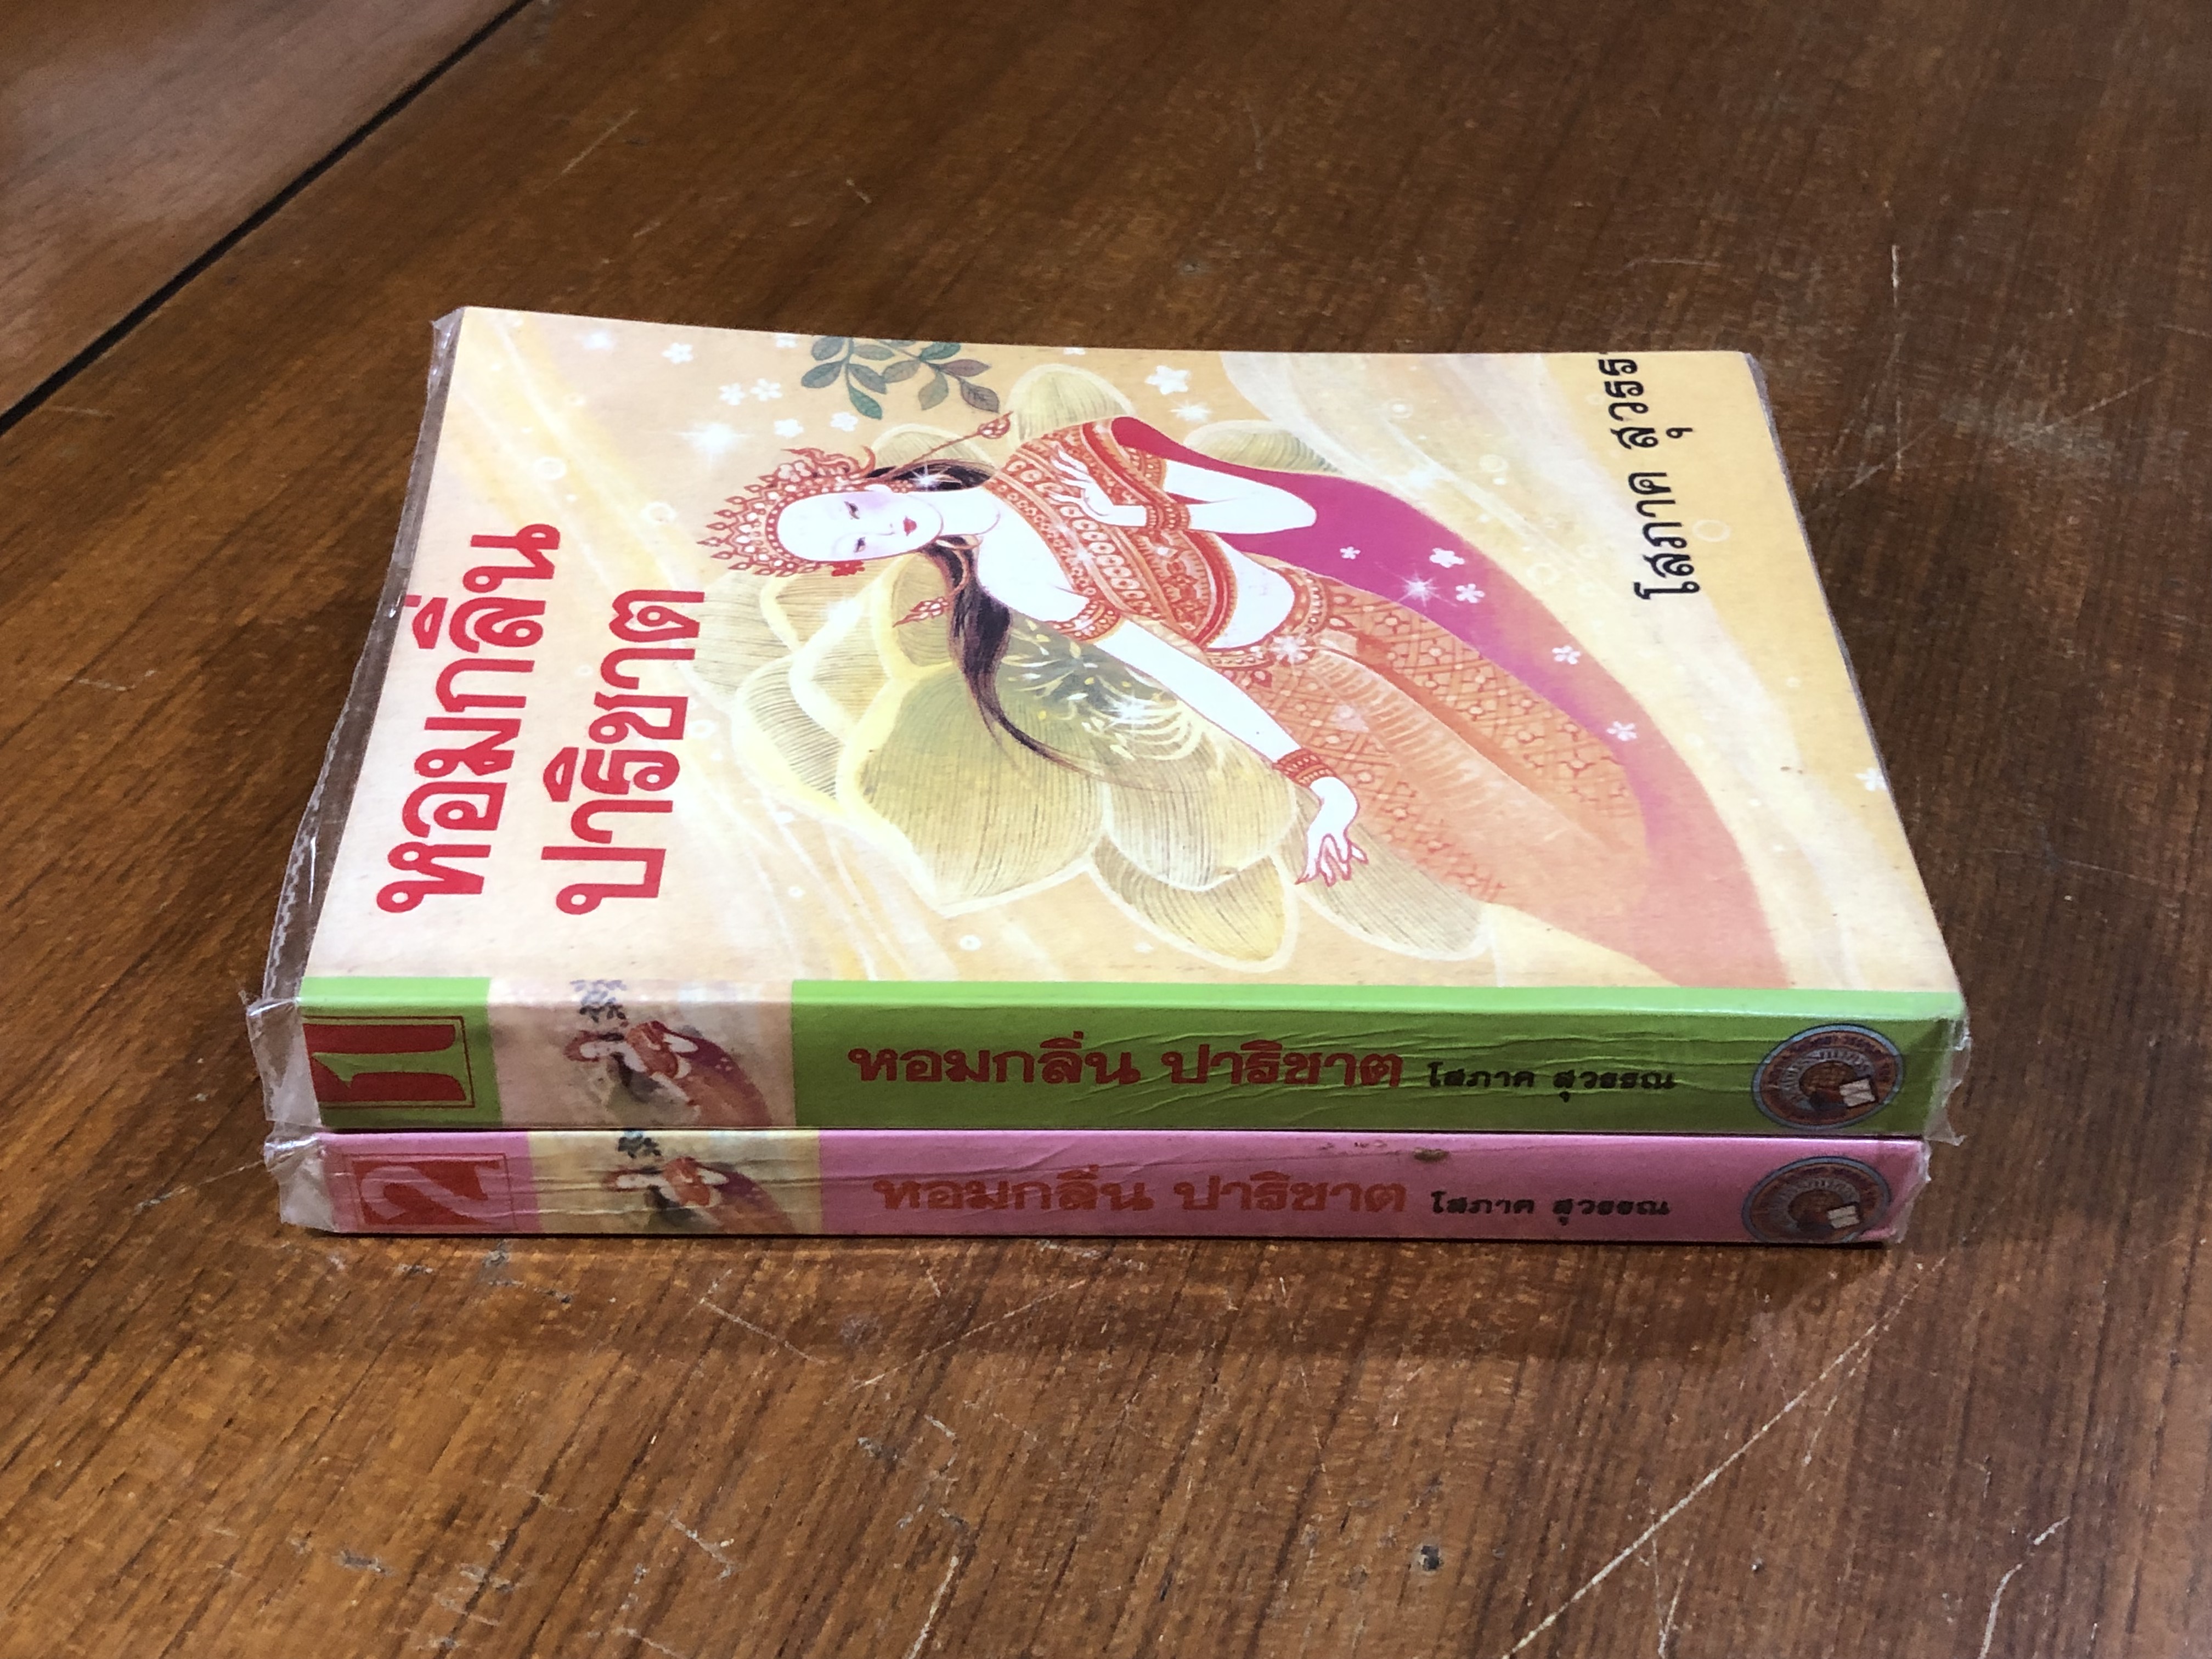 หอมกลิ่น
ปาริชาต
โสภาค สุวรร
1
หอมกลิ่น ปาริชาต โสภาค สุวรรณ
2
หอมกลิ่น ปาริชาต โสภาค สุวรรณ